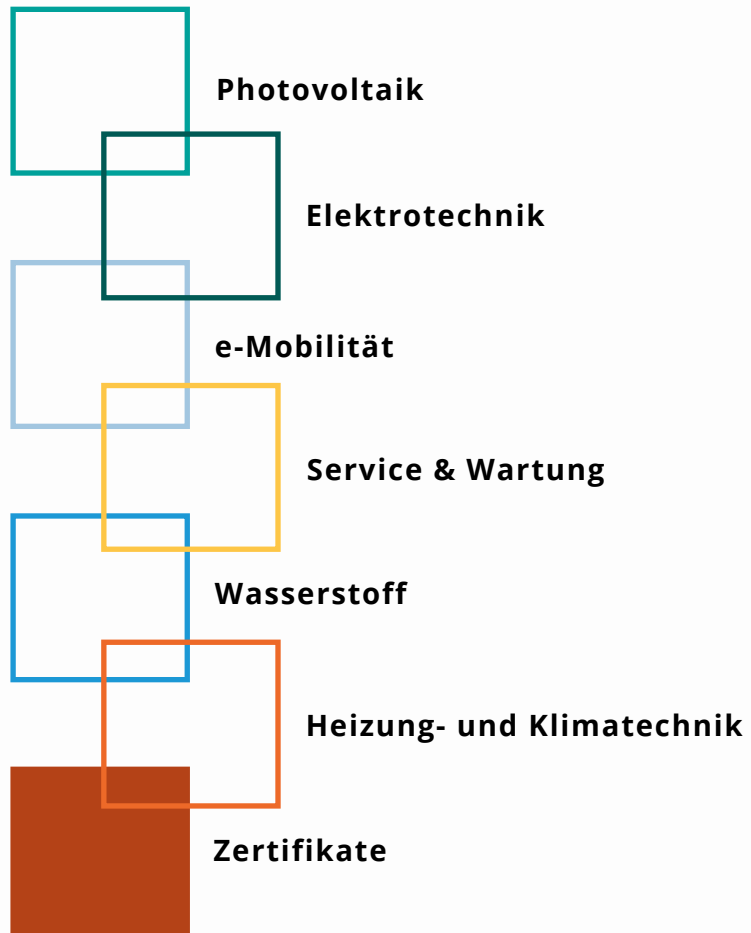 Photovoltaik
Elektrotechnik
e-Mobilität
Service & Wartung
Wasserstoff
Heizung- und Klimatechnik
Zertifikate